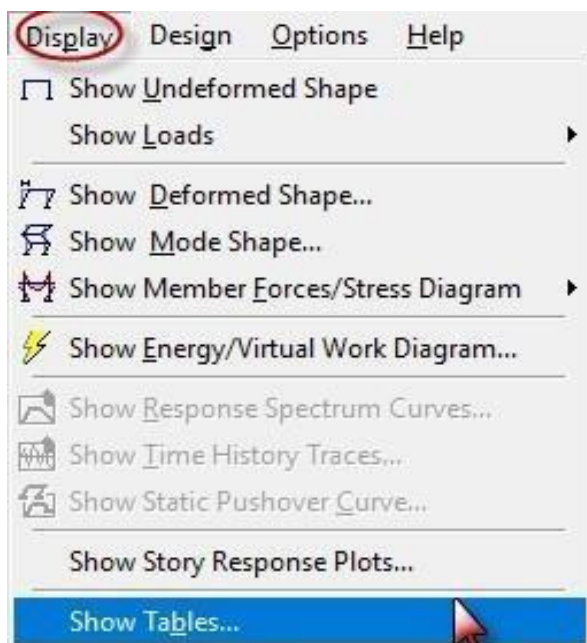 Display Design Options Help
Show Undeformed Shape
Show Loads
Show Deformed Shape...
Show Mode Shape...
Show Member Forces/Stress Diagram
Show Energy/Virtual Work Diagram...
Show Response Spectrum Curves...
Show Time History Traces...
Show Static Pushover Curve...
Show Story Response Plots...
Show Tables...